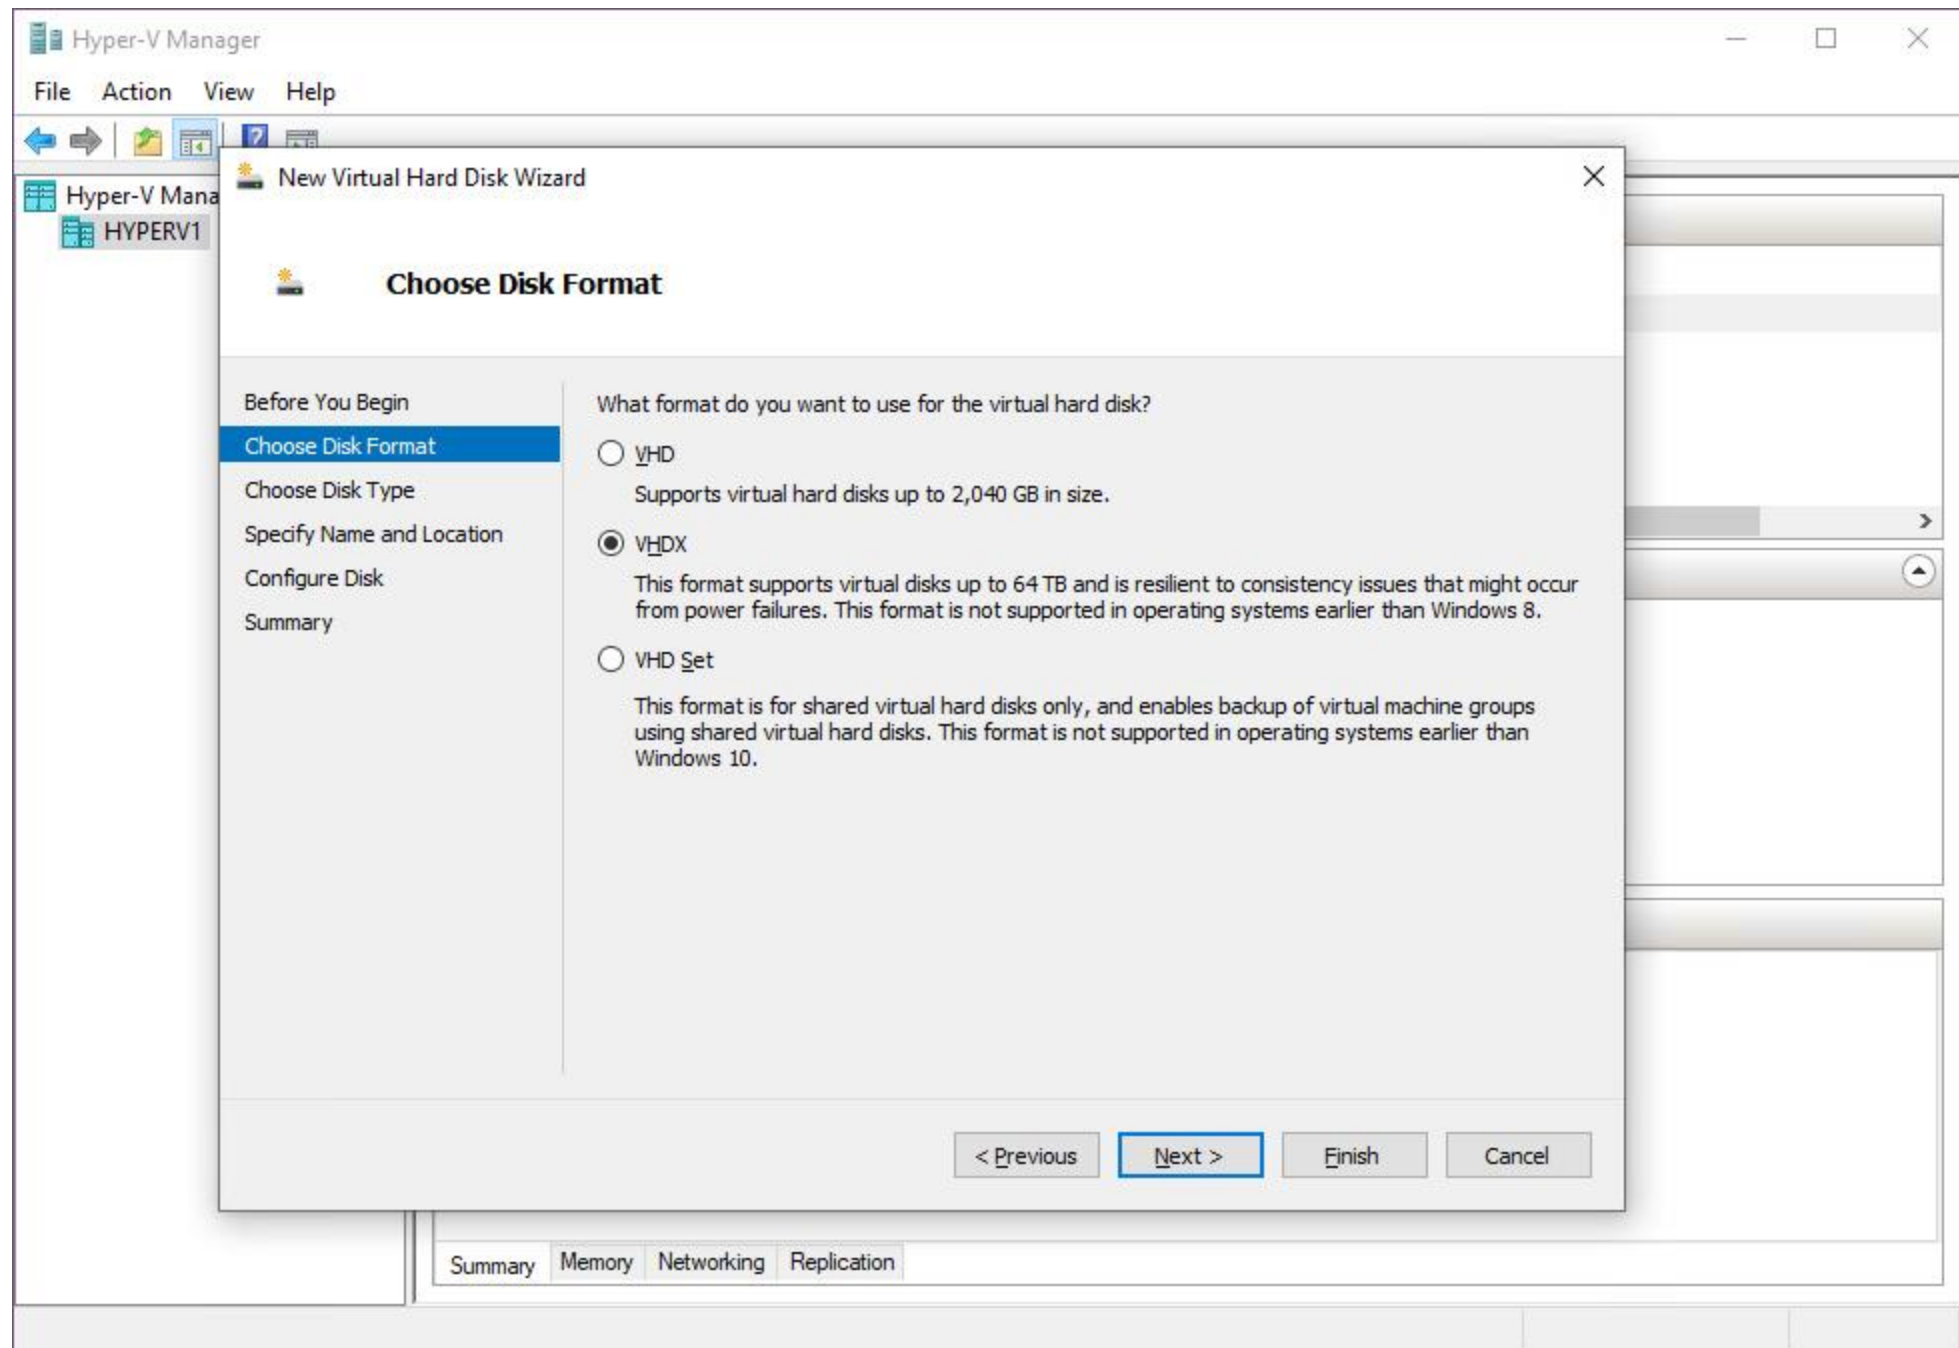 Hyper-V Manager
File Action View Help
Hyper-V Mana
HYPERV1
New Virtual Hard Disk Wizard
Choose Disk Format
Before You Begin
Choose Disk Format
Choose Disk Type
Specify Name and Location
Configure Disk
Summary
What format do you want to use for the virtual hard disk?
VHD
Supports virtual hard disks up to 2,040 GB in size.
VHDX
This format supports virtual disks up to 64 TB and is resilient to consistency issues that might occur
from power failures. This format is not supported in operating systems earlier than Windows 8.
VHD Set
This format is for shared virtual hard disks only, and enables backup of virtual machine groups
using shared virtual hard disks. This format is not supported in operating systems earlier than
Windows 10.
< Previous Next > Finish Cancel
Summary Memory Networking Replication